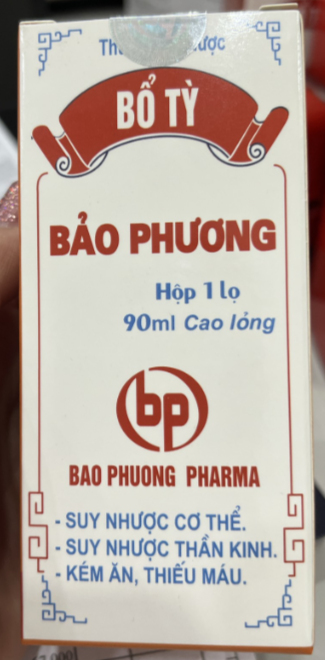 BỔ TỲ
BẢO PHƯƠNG
Hộp 1 lọ
90ml Cao lỏng
bp
BAO PHUONG PHARMA
- SUY NHƯỢC CƠ THỂ.
- SUY NHƯỢC THẦN KINH.
- KÉM ĂN, THIẾU MÁU.